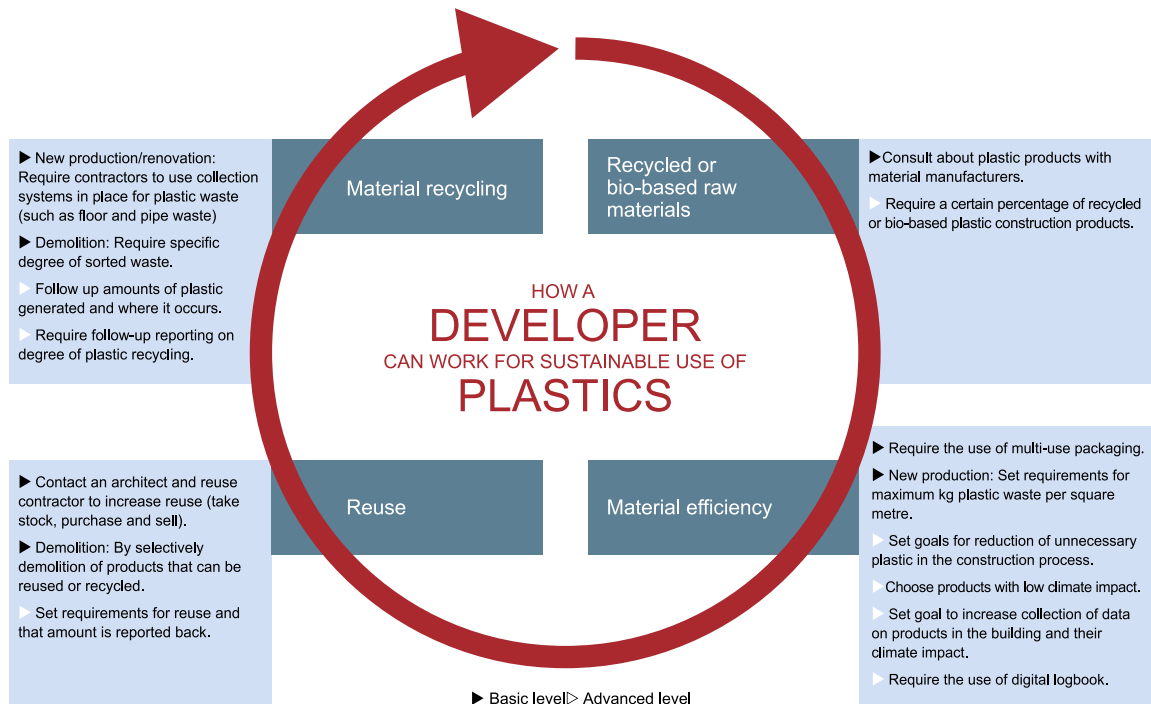 ▶ New production/renovation:
Require contractors to use collection
systems in place for plastic waste
(such as floor and pipe waste)
▶ Demolition: Require specific
degree of sorted waste.
▷ Follow up amounts of plastic
generated and where it occurs.
▷ Require follow-up reporting on
degree of plastic recycling.
Material recycling
Recycled or
bio-based raw
materials
▶Consult about plastic products with
material manufacturers.
▷ Require a certain percentage of recycled
or bio-based plastic construction products.
HOW A
DEVELOPER
CAN WORK FOR SUSTAINABLE USE OF
PLASTICS
▶ Contact an architect and reuse
contractor to increase reuse (take
stock, purchase and sell).
▶ Demolition: By selectively
demolition of products that can be
reused or recycled.
▷ Set requirements for reuse and
that amount is reported back.
Reuse
Material efficiency
▶ Require the use of multi-use packaging.
▶ New production: Set requirements for
maximum kg plastic waste per square
metre.
▷ Set goals for reduction of unnecessary
plastic in the construction process.
▷Choose products with low climate impact.
▷ Set goal to increase collection of data
on products in the building and their
climate impact.
▷ Require the use of digital logbook.
▶ Basic level▷ Advanced level